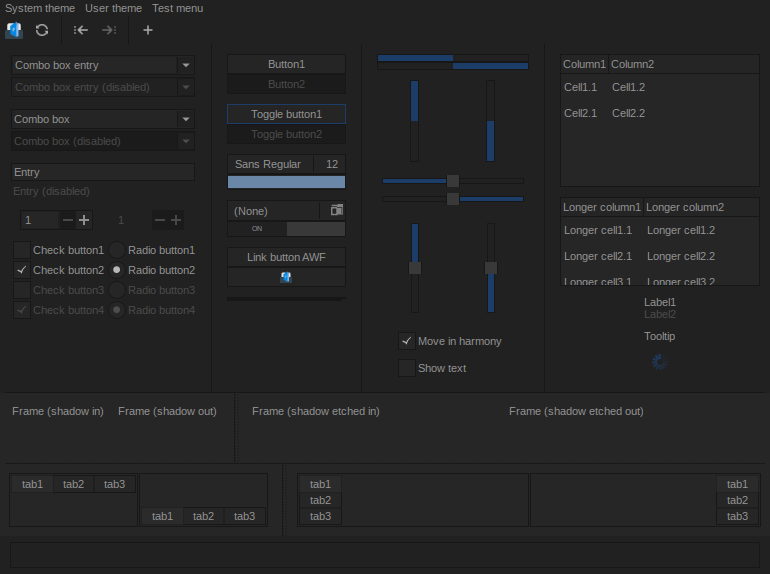 System theme User theme Test menu
Combo box entry
Combo box entry (disabled)
Combo box
Combo box (disabled)
Entry
Entry (disabled)
1 1
Check button1 Radio button1
Check button2 Radio button2
Check button3 Radio button3
Check button4 Radio button4
Button1
Button2
Toggle button1
Toggle button2
Sans Regular 12
(None)
ON
Link button AWF
Move in harmony
Show text
Column1 Column2
Cell1.1 Cell1.2
Cell2.1 Cell2.2
Longer column1 Longer column2
Longer cell1.1 Longer cell1.2
Longer cell2.1 Longer cell2.2
Longer cell3.1 Longer cell3.2
Label1
Label2
Tooltip
Frame (shadow in) Frame (shadow out) Frame (shadow etched in) Frame (shadow etched out)
tab1 tab2 tab3
tab1 tab2 tab3
tab1
tab2
tab3
tab1
tab2
tab3